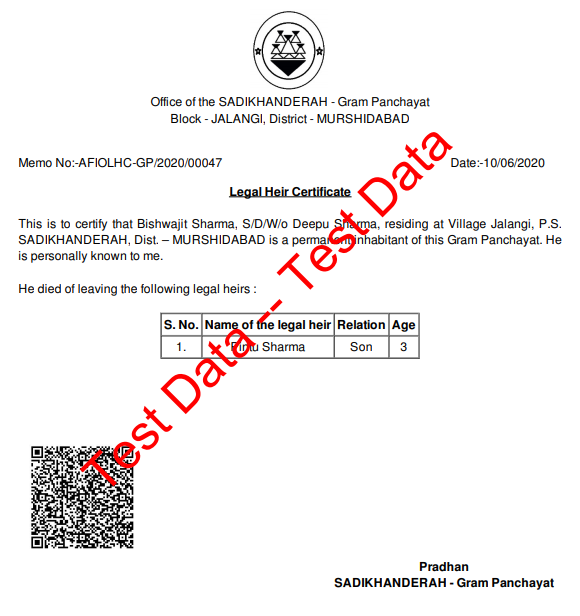 Office of the SADIKHANDERAH - Gram Panchayat
Block - JALANGI, District - MURSHIDABAD
Memo No:-AFIOLHC-GP/2020/00047 Date:-10/06/2020
Legal Heir Certificate
This is to certify that Bishwajit Sharma, S/D/W/o Deepu Sharma, residing at Village Jalangi, P.S.
SADIKHANDERAH, Dist. – MURSHIDABAD is a permanent inhabitant of this Gram Panchayat. He
is personally known to me.
He died of leaving the following legal heirs :
S. No. Name of the legal heir Relation Age
1. Pintu Sharma Son 3
Test Data -- Test Data
Pradhan
SADIKHANDERAH - Gram Panchayat